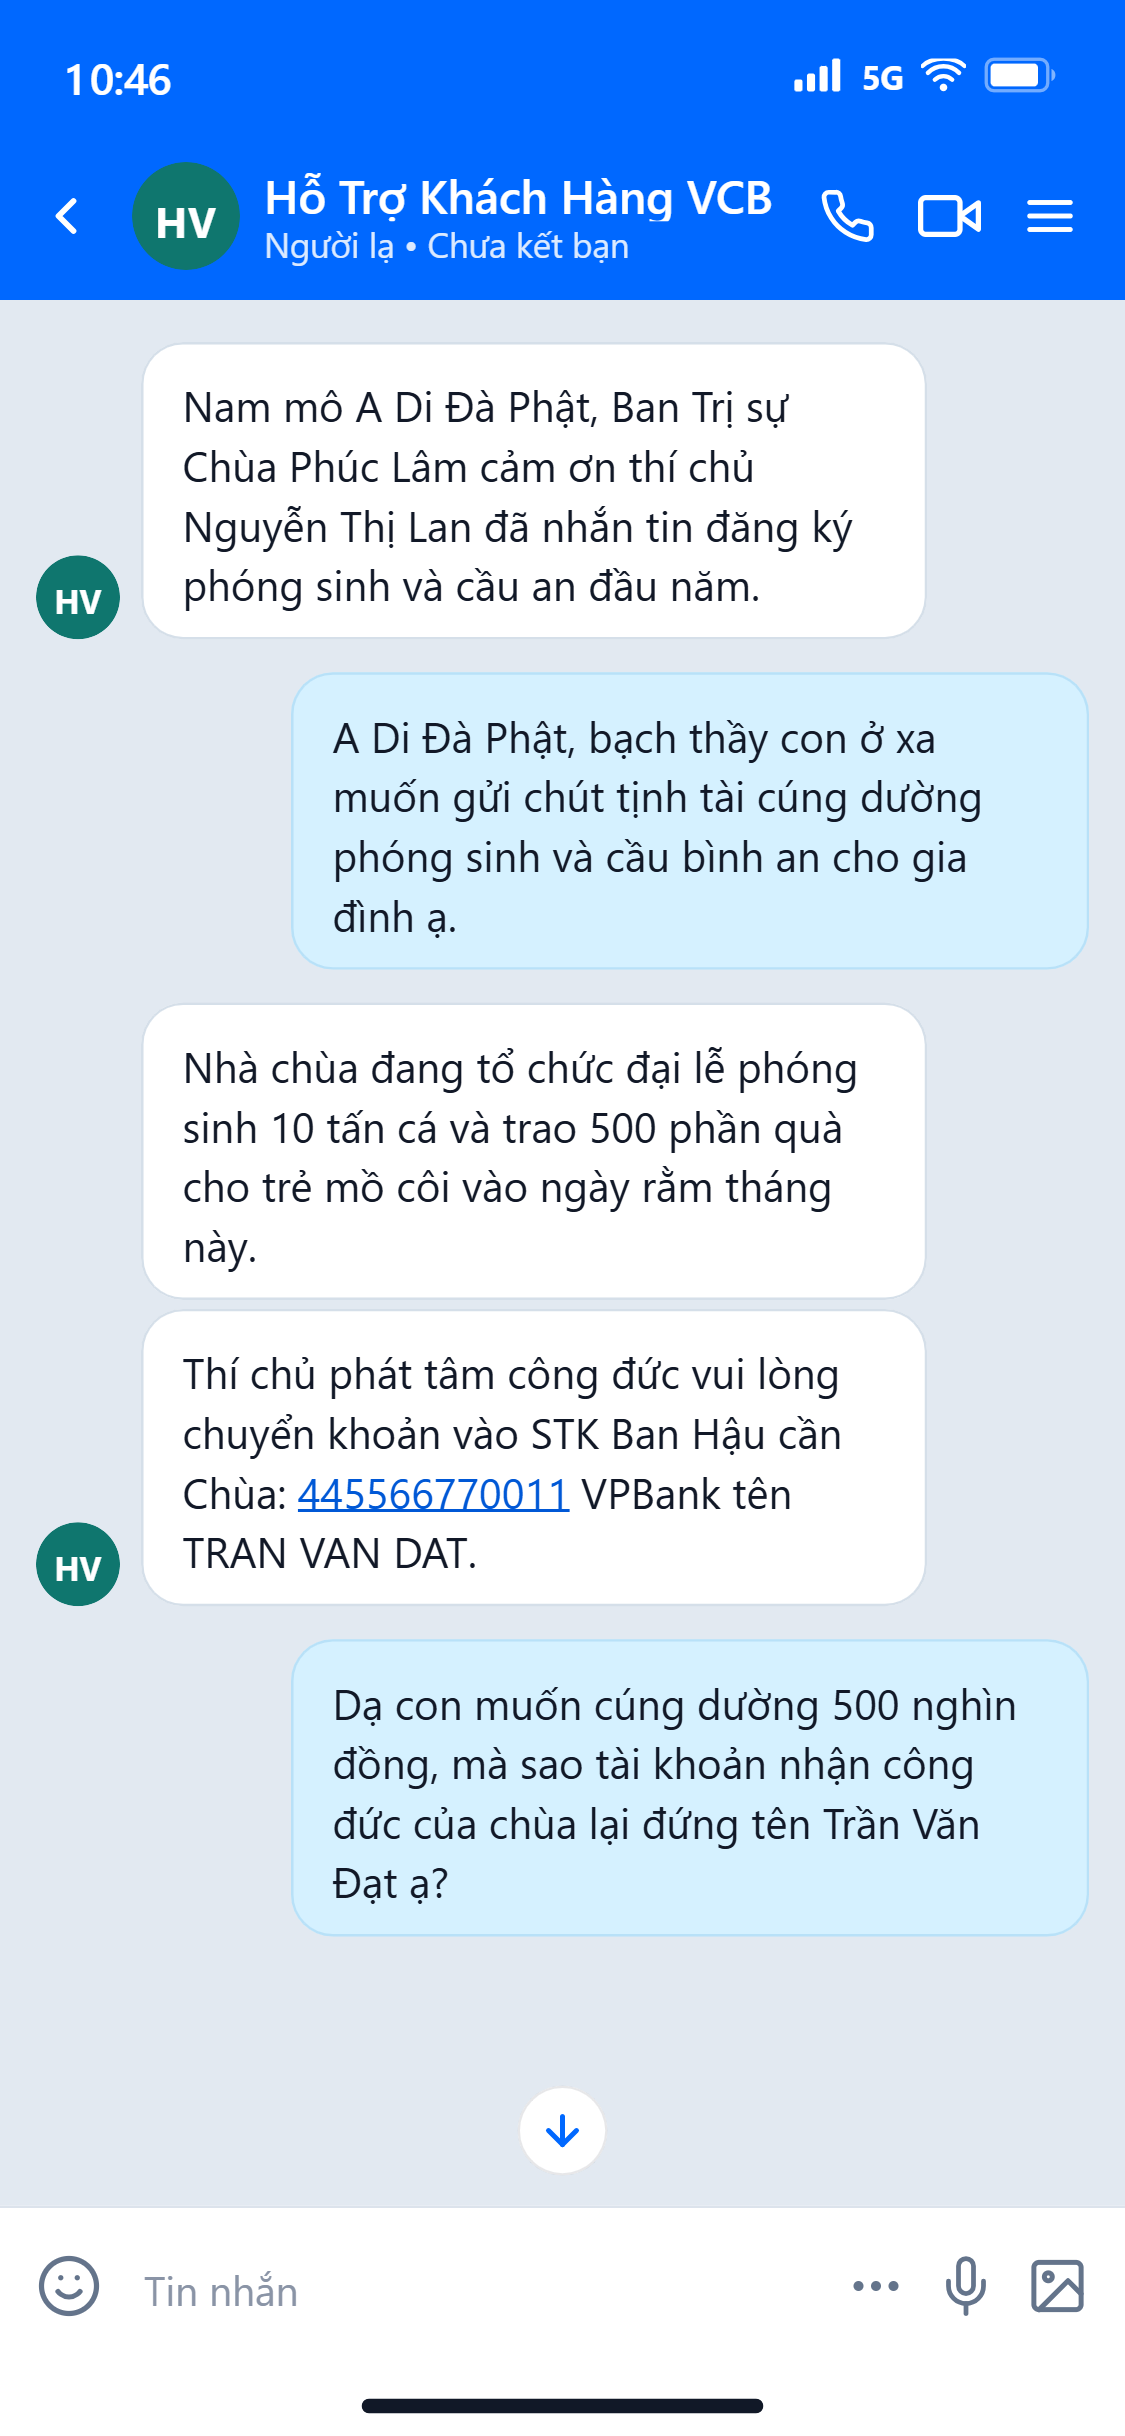 10:46
5G
HV
Hỗ Trợ Khách Hàng VCB
Người lạ • Chưa kết bạn
Nam mô A Di Đà Phật, Ban Trị sự
Chùa Phúc Lâm cảm ơn thí chủ
Nguyễn Thị Lan đã nhắn tin đăng ký
phóng sinh và cầu an đầu năm.
HV
A Di Đà Phật, bạch thầy con ở xa
muốn gửi chút tịnh tài cúng dường
phóng sinh và cầu bình an cho gia
đình ạ.
Nhà chùa đang tổ chức đại lễ phóng
sinh 10 tấn cá và trao 500 phần quà
cho trẻ mồ côi vào ngày rằm tháng
này.
Thí chủ phát tâm công đức vui lòng
chuyển khoản vào STK Ban Hậu cần
Chùa: 445566770011 VPBank tên
TRAN VAN DAT.
HV
Dạ con muốn cúng dường 500 nghìn
đồng, mà sao tài khoản nhận công
đức của chùa lại đứng tên Trần Văn
Đạt ạ?
Tin nhắn